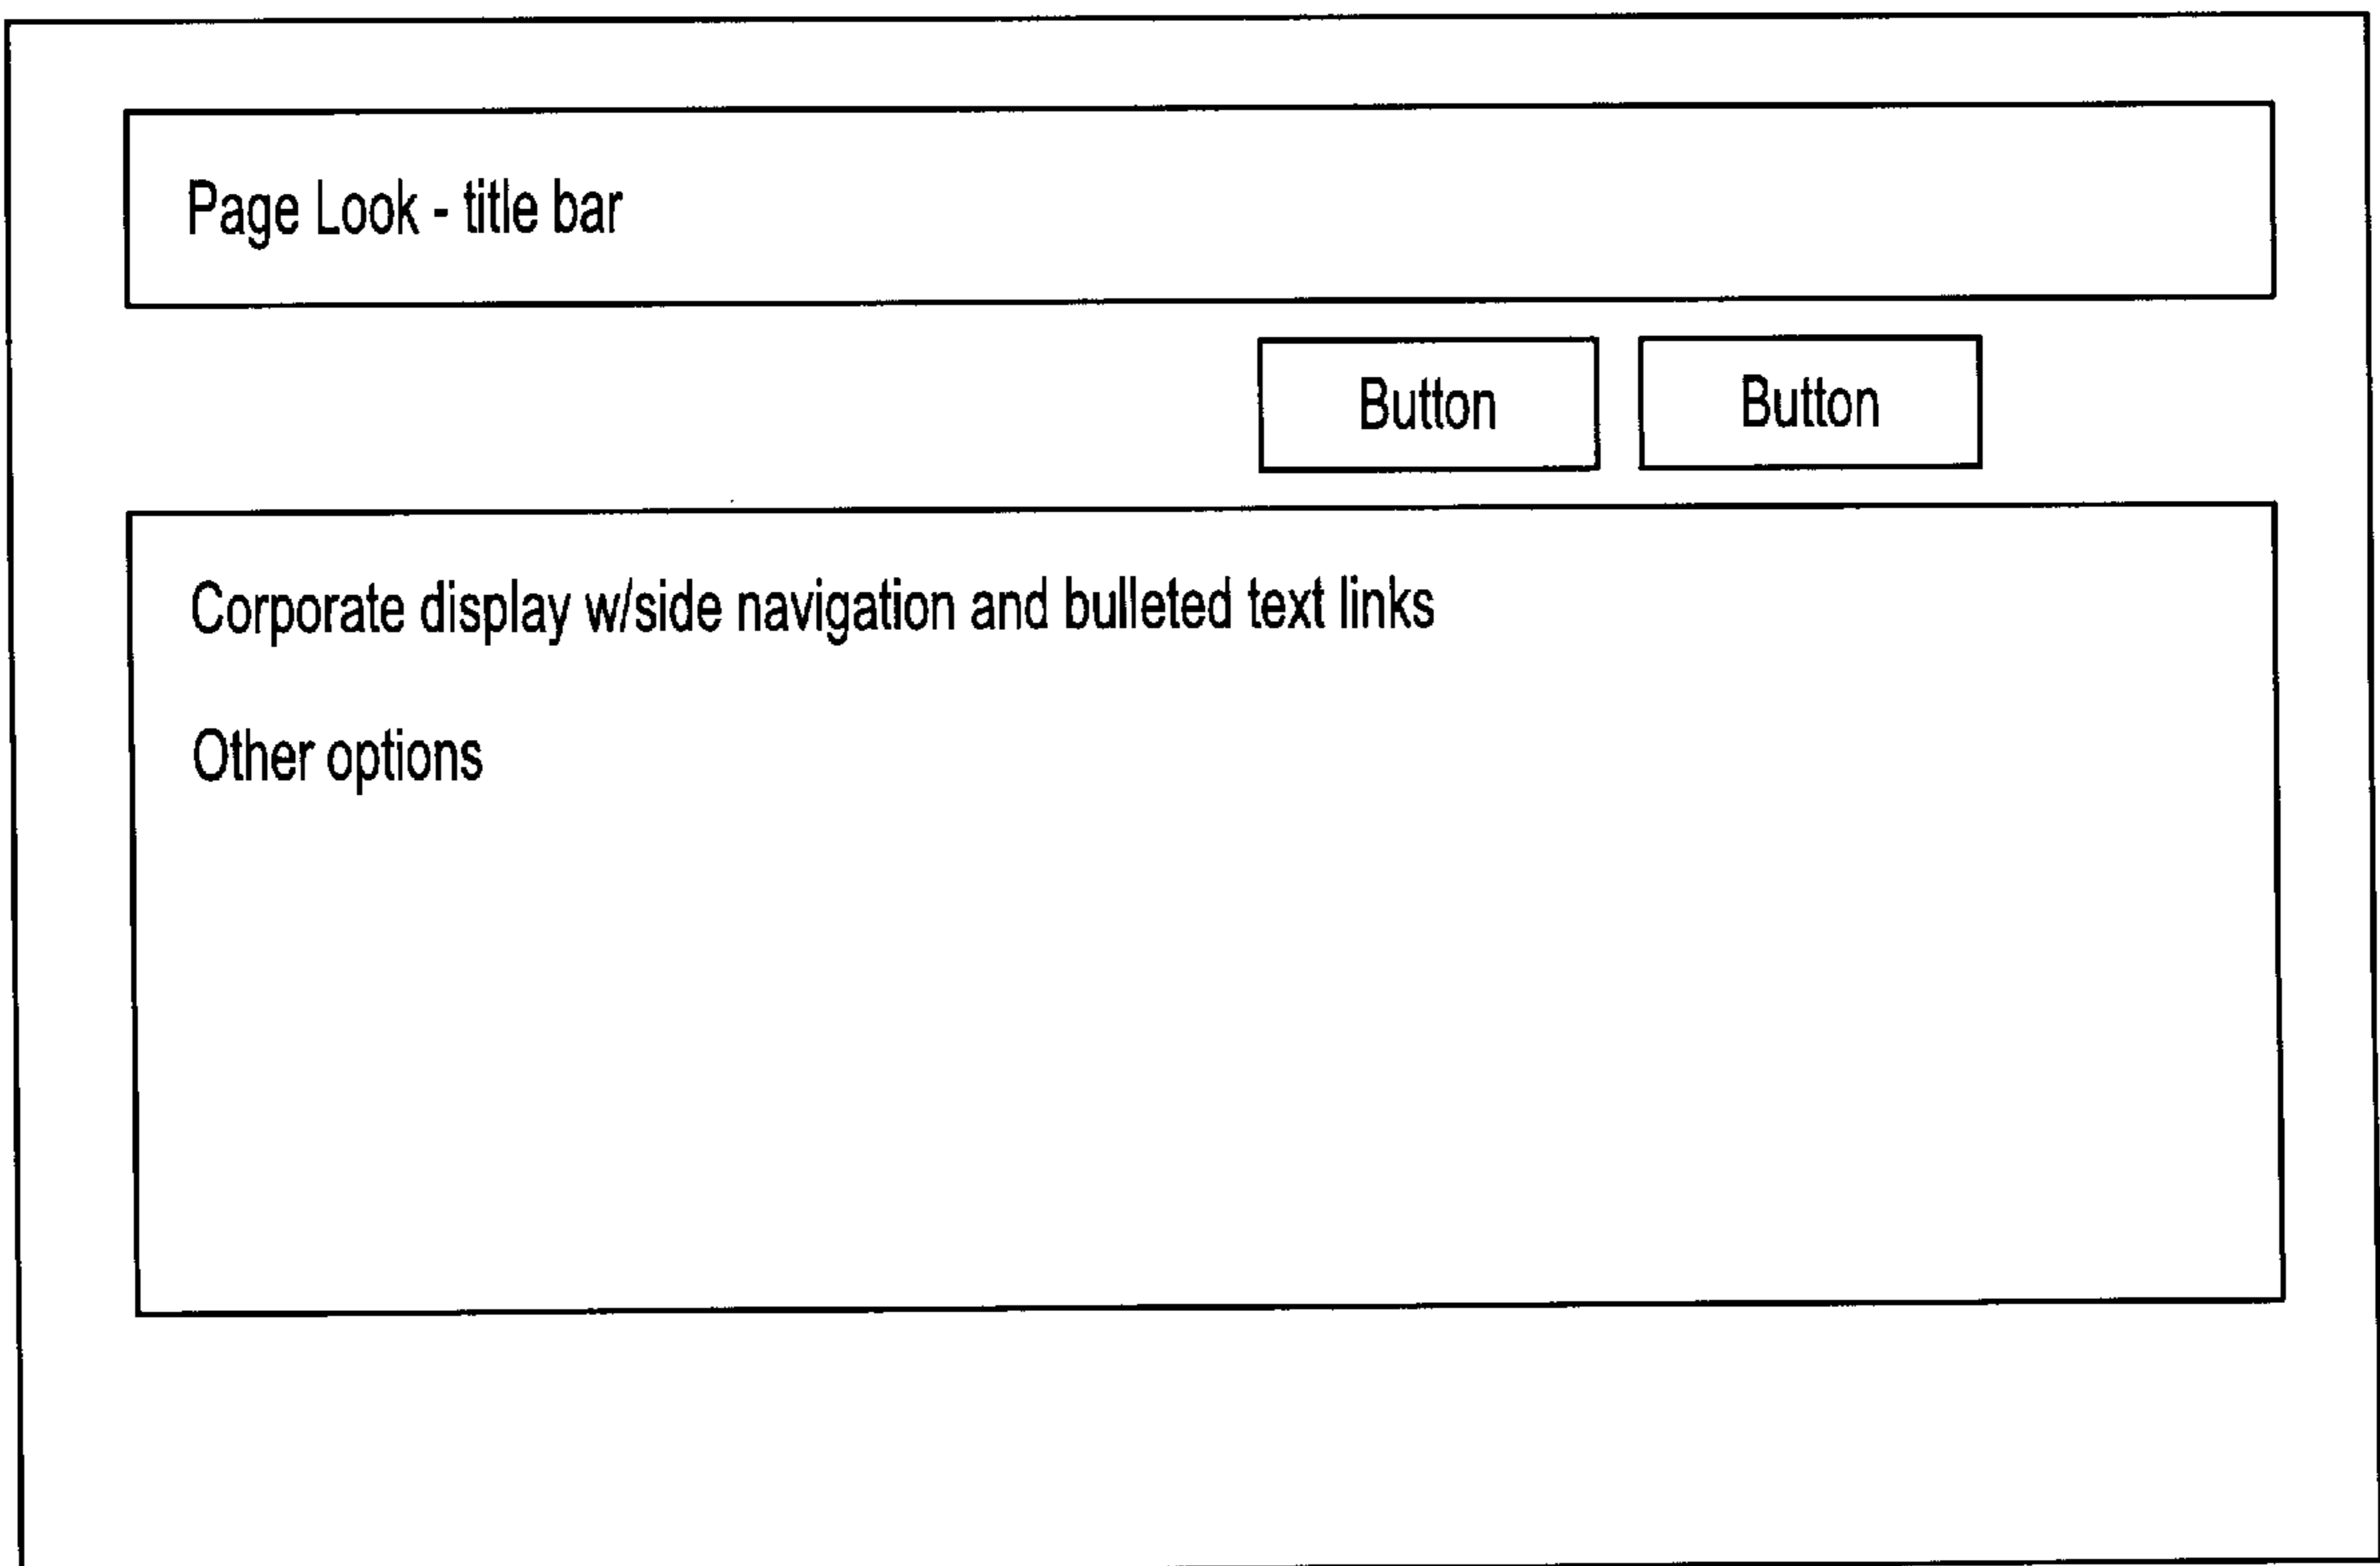 Page Look - title bar
Button Button
Corporate display w/side navigation and bulleted text links
Other options